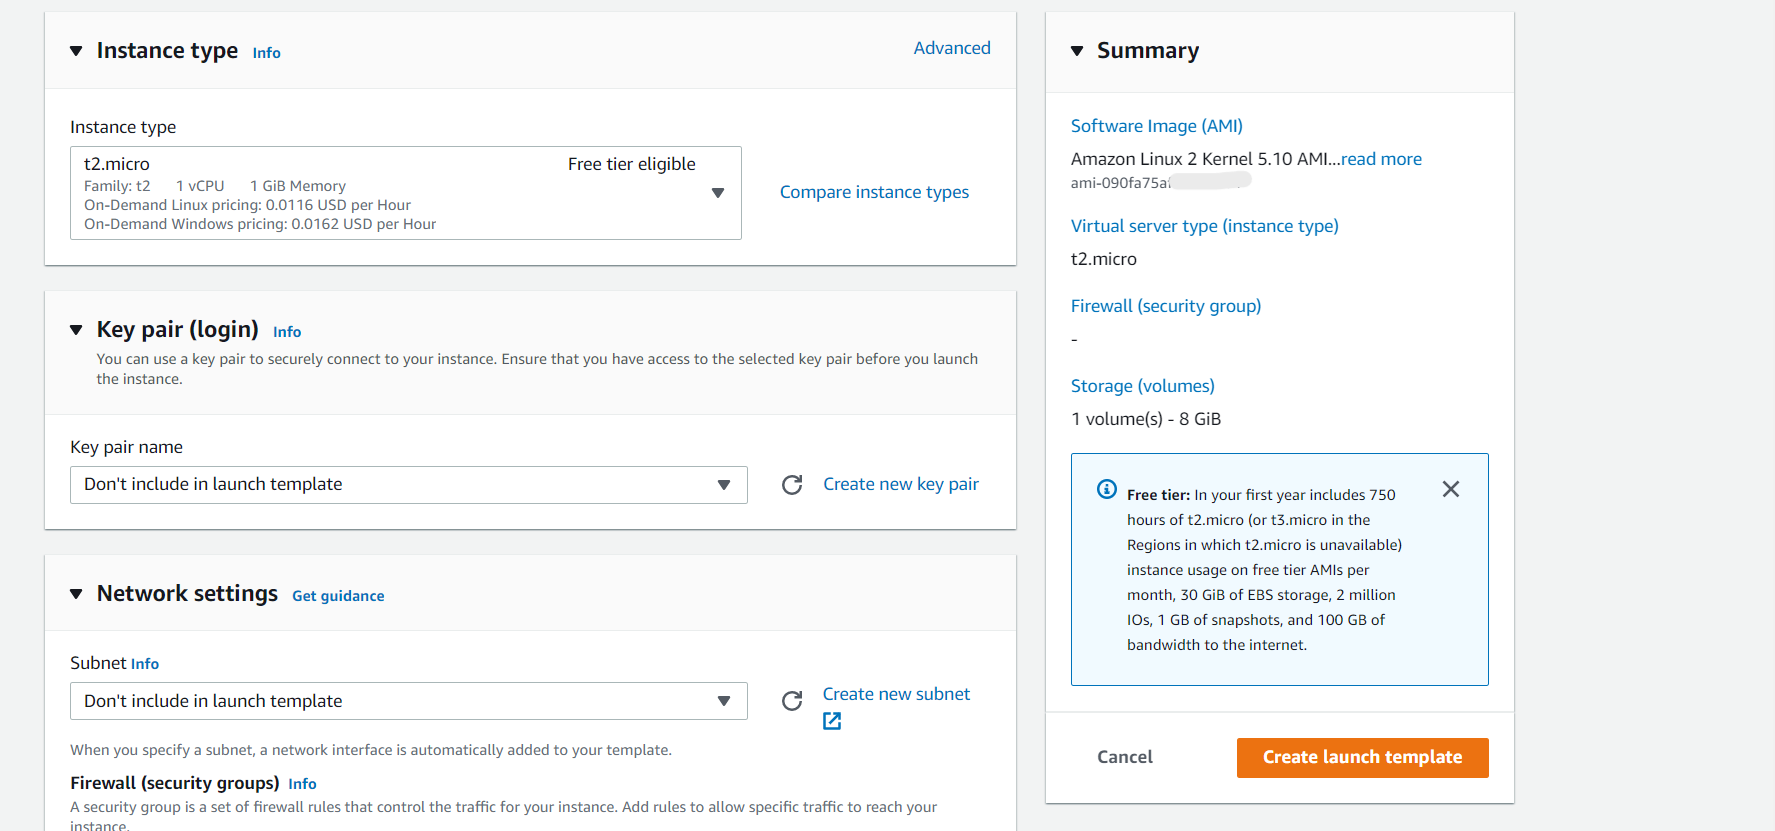 Instance type Info
Advanced
Instance type
t2.micro
Free tier eligible
Family: t2 1 vCPU 1 GiB Memory
On-Demand Linux pricing: 0.0116 USD per Hour
On-Demand Windows pricing: 0.0162 USD per Hour
Compare instance types
Key pair (login) Info
You can use a key pair to securely connect to your instance. Ensure that you have access to the selected key pair before you launch
the instance.
Key pair name
Don't include in launch template
Create new key pair
Network settings Get guidance
Subnet Info
Don't include in launch template
Create new subnet
When you specify a subnet, a network interface is automatically added to your template.
Firewall (security groups) Info
A security group is a set of firewall rules that control the traffic for your instance. Add rules to allow specific traffic to reach your
instance.
Summary
Software Image (AMI)
Amazon Linux 2 Kernel 5.10 AMI...read more
ami-090fa75a
Virtual server type (instance type)
t2.micro
Firewall (security group)
-
Storage (volumes)
1 volume(s) - 8 GiB
Free tier: In your first year includes 750
hours of t2.micro (or t3.micro in the
Regions in which t2.micro is unavailable)
instance usage on free tier AMIs per
month, 30 GiB of EBS storage, 2 million
IOs, 1 GB of snapshots, and 100 GB of
bandwidth to the internet.
Cancel
Create launch template